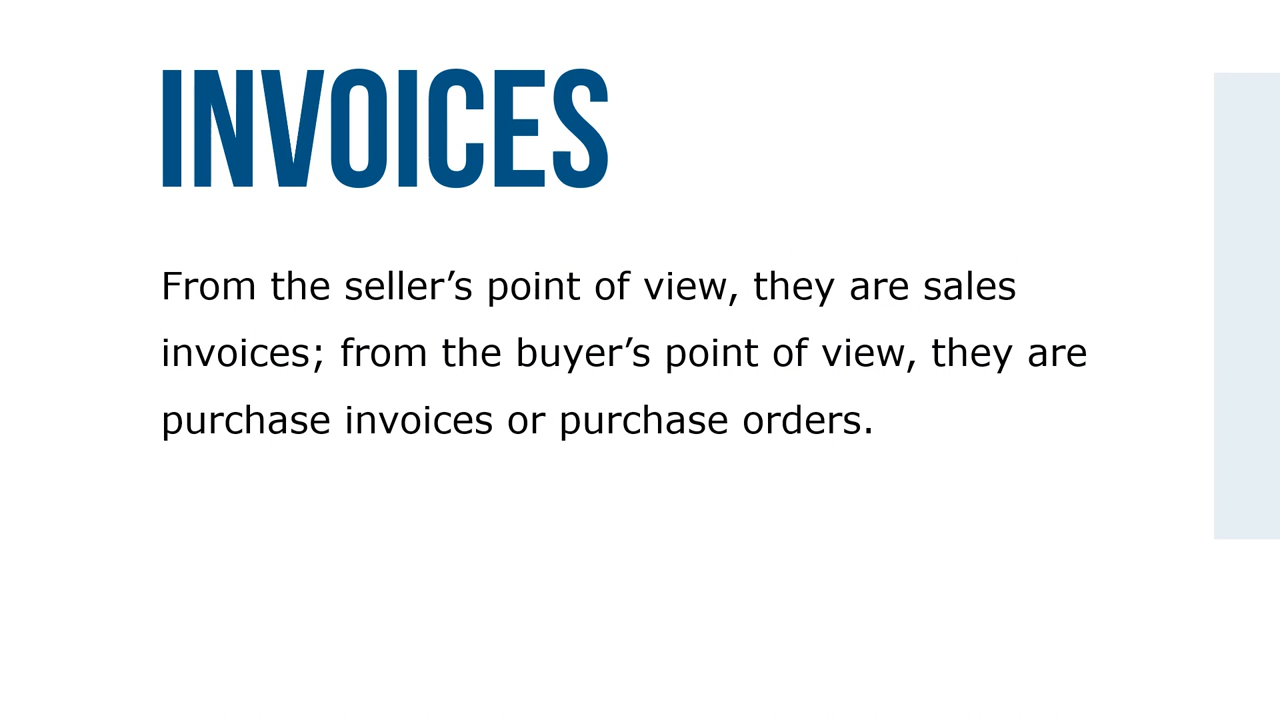 INVOICES
From the seller’s point of view, they are sales
invoices; from the buyer’s point of view, they are
purchase invoices or purchase orders.